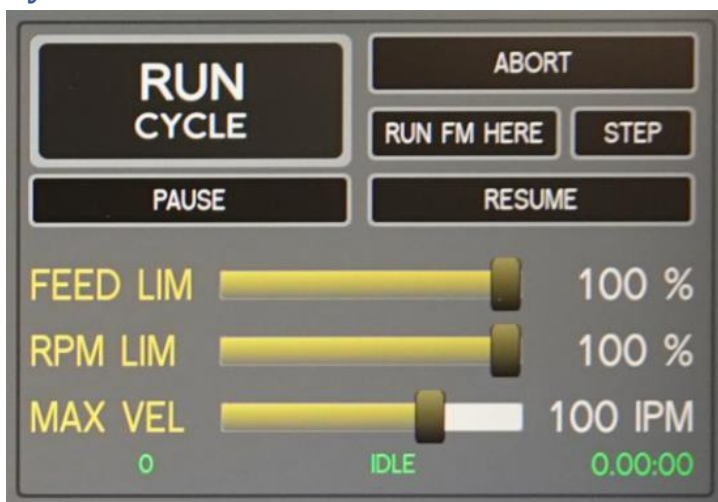 RUN
CYCLE
ABORT
RUN FM HERE
STEP
PAUSE
RESUME
FEED LIM 100 %
RPM LIM 100 %
MAX VEL 100 IPM
0 IDLE 0.00:00